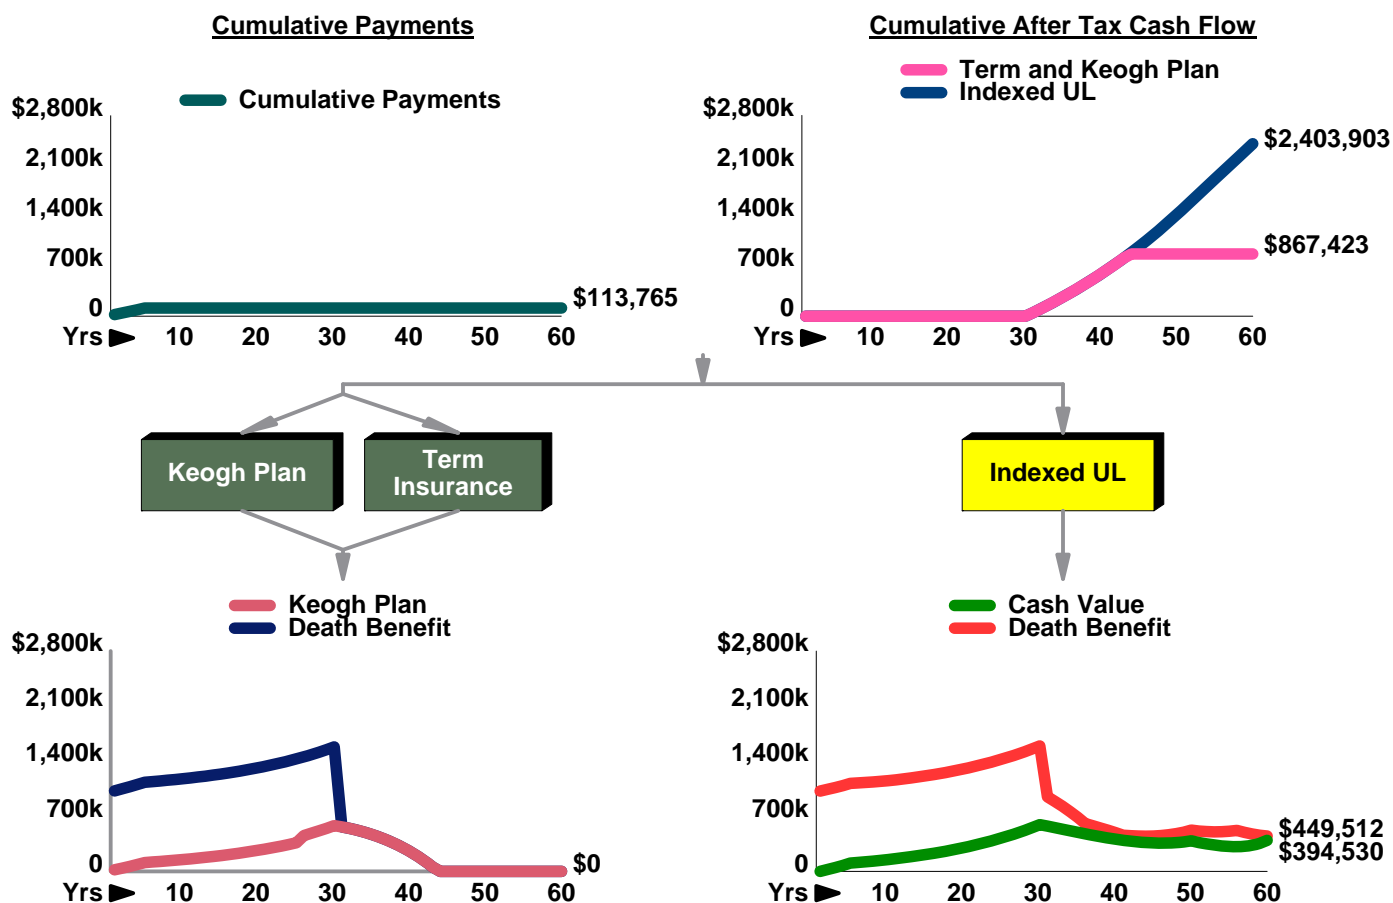 Cumulative Payments
Cumulative Payments
$2,800k
2,100k
1,400k
700k
0
$113,765
Yrs 10 20 30 40 50 60
Cumulative After Tax Cash Flow
Term and Keogh Plan
Indexed UL
$2,800k
2,100k
1,400k
700k
0
$2,403,903
$867,423
Yrs 10 20 30 40 50 60
Keogh Plan
Term
Insurance
Indexed UL
Keogh Plan
Death Benefit
$2,800k
2,100k
1,400k
700k
0
$0
Yrs 10 20 30 40 50 60
Cash Value
Death Benefit
$2,800k
2,100k
1,400k
700k
0
$449,512
$394,530
Yrs 10 20 30 40 50 60